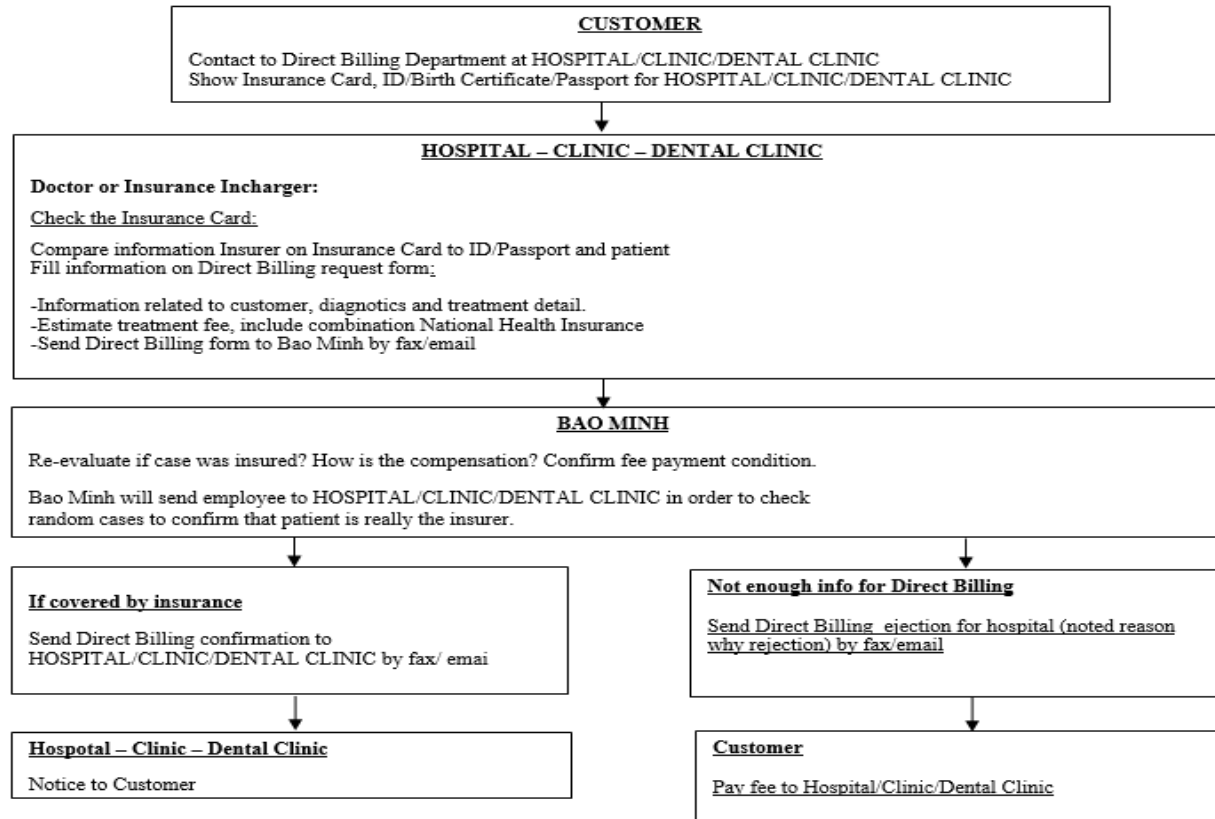 CUSTOMER
Contact to Direct Billing Department at HOSPITAL/CLINIC/DENTAL CLINIC
Show Insurance Card, ID/Birth Certificate/Passport for HOSPITAL/CLINIC/DENTAL CLINIC
HOSPITAL – CLINIC – DENTAL CLINIC
Doctor or Insurance Incharger:
Check the Insurance Card:
Compare information Insurer on Insurance Card to ID/Passport and patient
Fill information on Direct Billing request form:
-Information related to customer, diagnotics and treatment detail.
-Estimate treatment fee, include combination National Health Insurance
-Send Direct Billing form to Bao Minh by fax/email
BAO MINH
Re-evaluate if case was insured? How is the compensation? Confirm fee payment condition.
Bao Minh will send employee to HOSPITAL/CLINIC/DENTAL CLINIC in order to check
random cases to confirm that patient is really the insurer.
If covered by insurance
Send Direct Billing confirmation to
HOSPITAL/CLINIC/DENTAL CLINIC by fax/ emai
Not enough info for Direct Billing
Send Direct Billing  ejection for hospital (noted reason
why rejection) by fax/email
Hospotal – Clinic – Dental Clinic
Notice to Customer
Customer
Pay fee to Hospital/Clinic/Dental Clinic